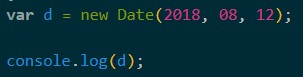 var d = new Date(2018, 08, 12);
console.log(d);